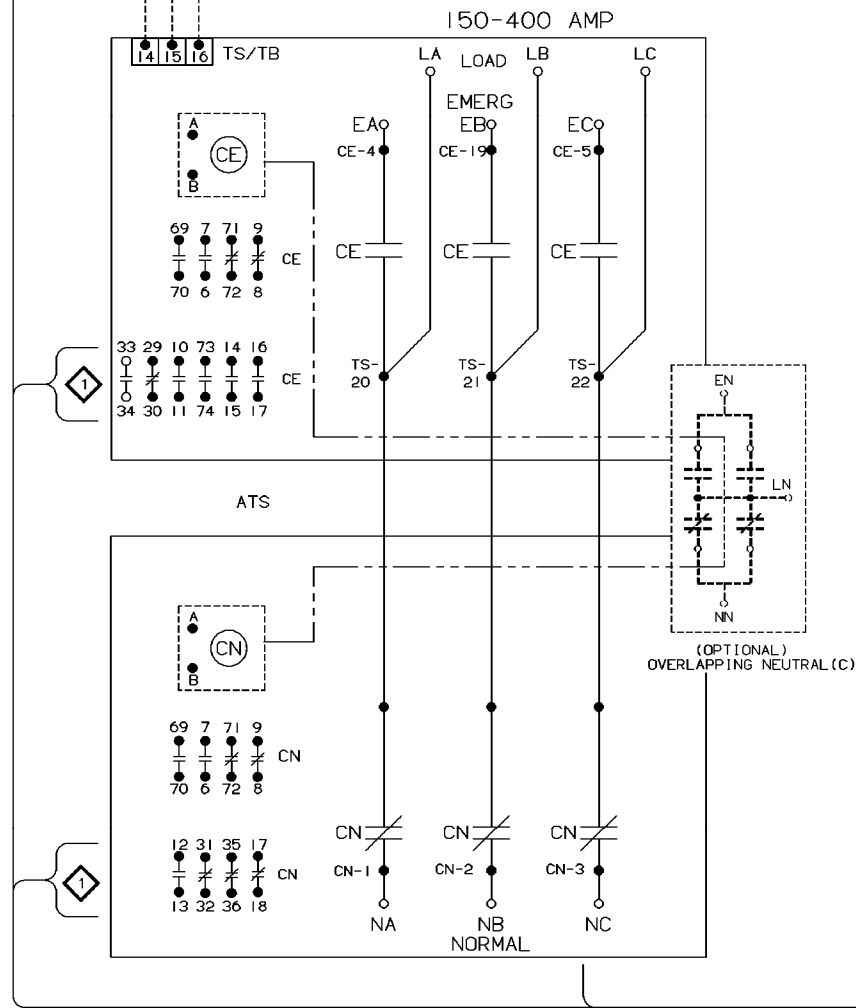 150-400 AMP
14 15 16 TS/TB
LA LOAD LB LC
EMERG
EA EB EC
CE-4 CE-19 CE-5
A
CE
B
69 7 71 9
CE
70 6 72 8
CE CE CE
33 29 10 73 14 16
1 CE
34 30 11 74 15 17
TS-20 TS-21 TS-22
EN
LN
NN
(OPTIONAL)
OVERLAPPING NEUTRAL(C)
ATS
A
CN
B
69 7 71 9
CN
70 6 72 8
CN CN CN
12 31 35 17
1 CN
13 32 36 18
CN-1 CN-2 CN-3
NA NB NC
NORMAL